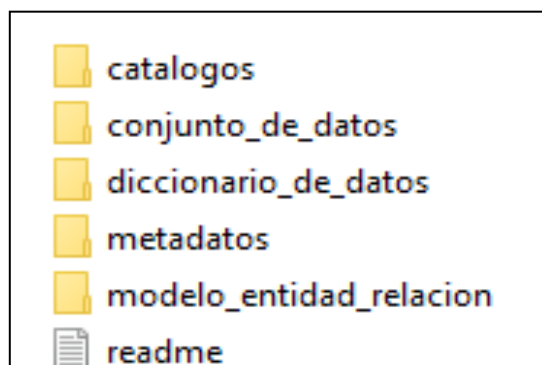 catalogos
conjunto_de_datos
diccionario_de_datos
metadatos
modelo_entidad_relacion
readme